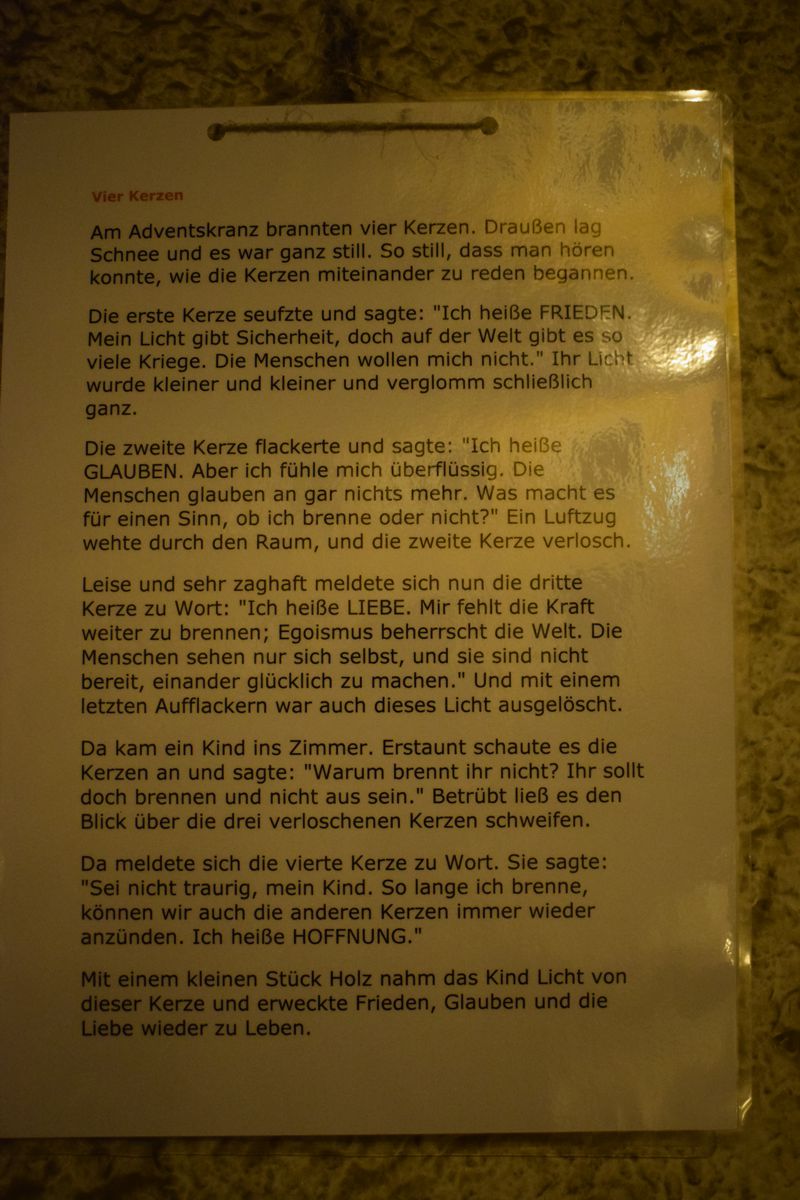 Vier Kerzen
Am Adventskranz brannten vier Kerzen. Draußen lag
Schnee und es war ganz still. So still, dass man hören
konnte, wie die Kerzen miteinander zu reden begannen.
Die erste Kerze seufzte und sagte: "Ich heiße FRIEDEN.
Mein Licht gibt Sicherheit, doch auf der Welt gibt es so
viele Kriege. Die Menschen wollen mich nicht." Ihr Licht
wurde kleiner und kleiner und verglomm schließlich
ganz.
Die zweite Kerze flackerte und sagte: "Ich heiße
GLAUBEN. Aber ich fühle mich überflüssig. Die
Menschen glauben an gar nichts mehr. Was macht es
für einen Sinn, ob ich brenne oder nicht?" Ein Luftzug
wehte durch den Raum, und die zweite Kerze verlosch.
Leise und sehr zaghaft meldete sich nun die dritte
Kerze zu Wort: "Ich heiße LIEBE. Mir fehlt die Kraft
weiter zu brennen; Egoismus beherrscht die Welt. Die
Menschen sehen nur sich selbst, und sie sind nicht
bereit, einander glücklich zu machen." Und mit einem
letzten Aufflackern war auch dieses Licht ausgelöscht.
Da kam ein Kind ins Zimmer. Erstaunt schaute es die
Kerzen an und sagte: "Warum brennt ihr nicht? Ihr sollt
doch brennen und nicht aus sein." Betrübt ließ es den
Blick über die drei verloschenen Kerzen schweifen.
Da meldete sich die vierte Kerze zu Wort. Sie sagte:
"Sei nicht traurig, mein Kind. So lange ich brenne,
können wir auch die anderen Kerzen immer wieder
anzünden. Ich heiße HOFFNUNG."
Mit einem kleinen Stück Holz nahm das Kind Licht von
dieser Kerze und erweckte Frieden, Glauben und die
Liebe wieder zu Leben.